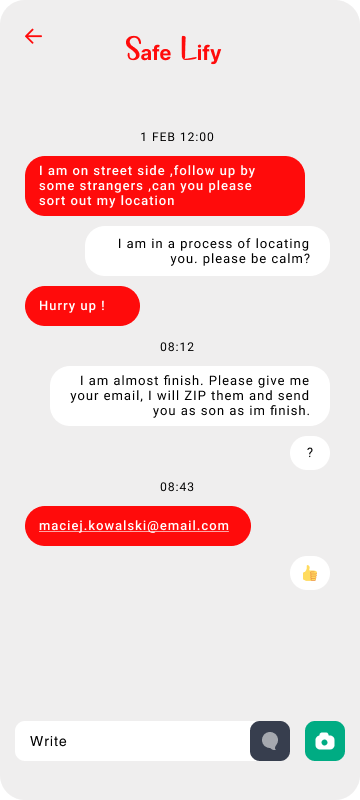 Safe Lify
1 FEB 12:00
I am on street side ,follow up by
some strangers ,can you please
sort out my location
I am in a process of locating
you. please be calm?
Hurry up !
08:12
I am almost finish. Please give me
your email, I will ZIP them and send
you as son as im finish.
?
08:43
maciej.kowalski@email.com
Write